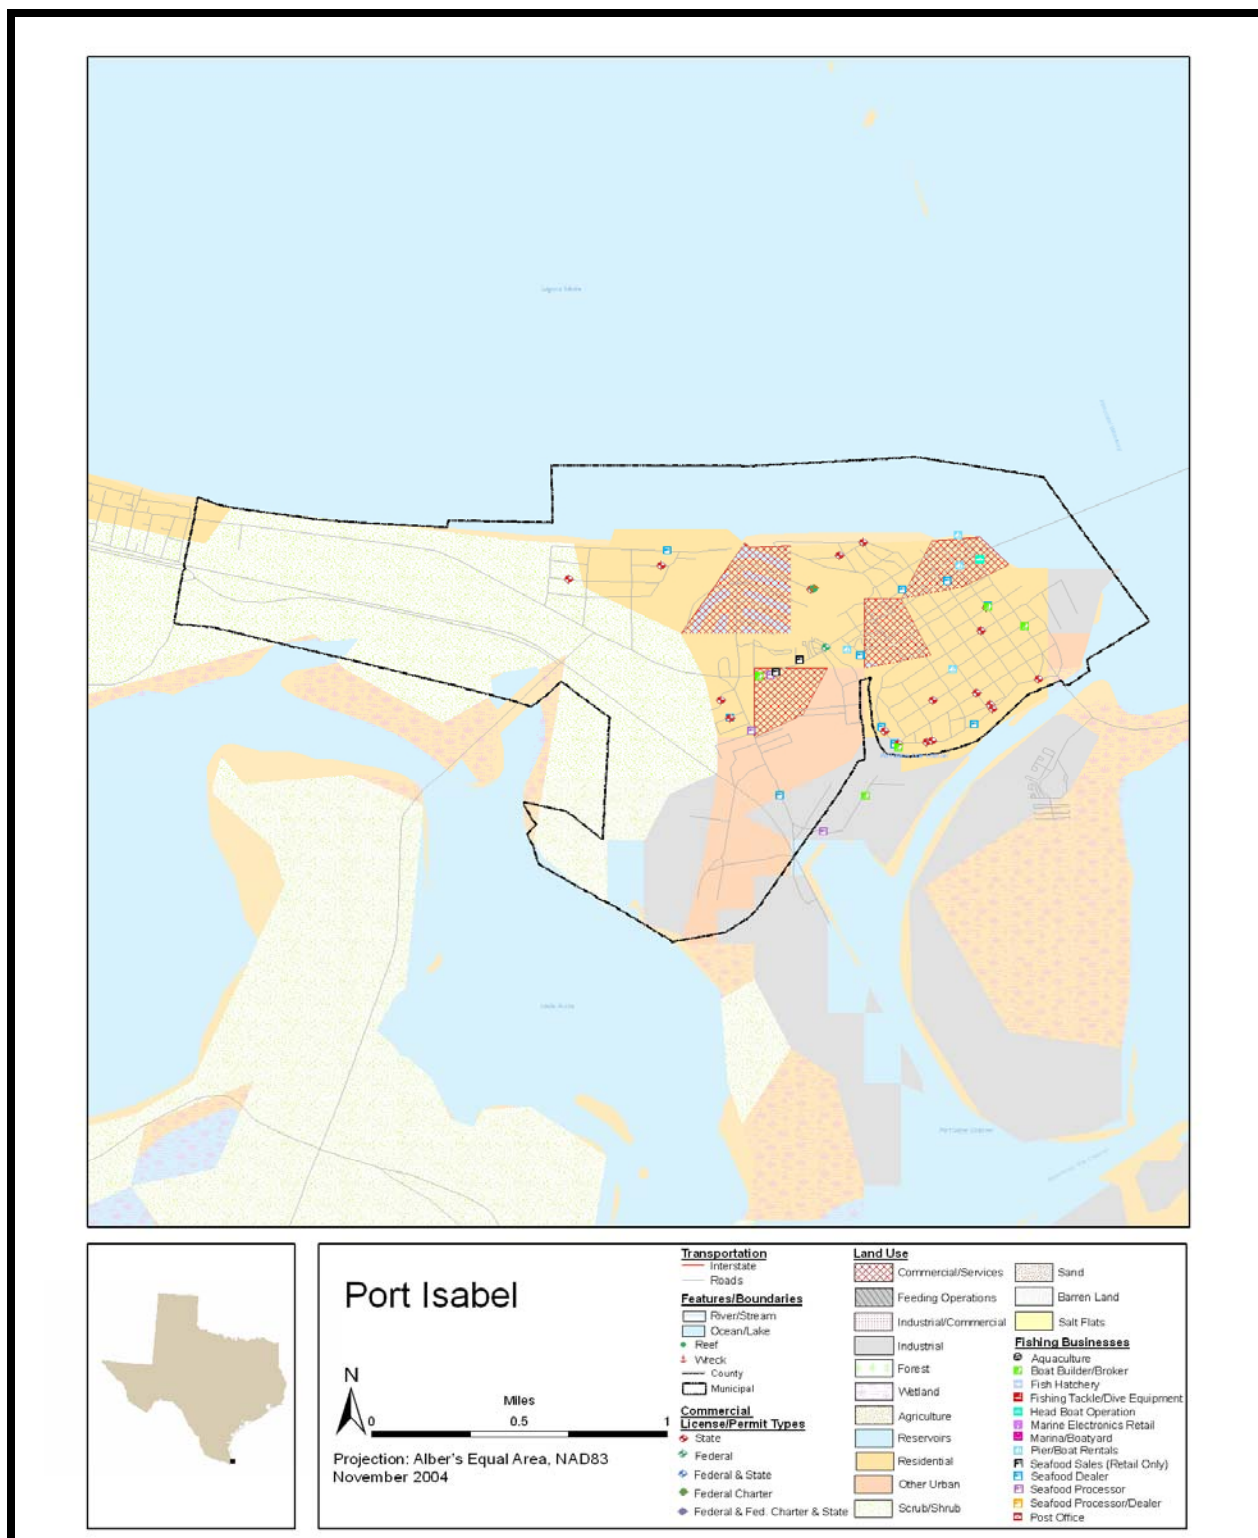 Laguna Madre
Port Isabel
N
Miles
0 0.5 1
Projection: Alber's Equal Area, NAD83
November 2004
Transportation
Interstate
Roads
Features/Boundaries
River/Stream
Ocean/Lake
Reef
Wreck
County
Municipal
Commercial
License/Permit Types
State
Federal
Federal & State
Federal Charter
Federal & Fed. Charter & State
Land Use
Commercial/Services
Feeding Operations
Industrial/Commercial
Industrial
Forest
Wetland
Agriculture
Reservoirs
Residential
Other Urban
Scrub/Shrub
Sand
Barren Land
Salt Flats
Fishing Businesses
Aquaculture
Boat Builder/Broker
Fish Hatchery
Fishing Tackle/Dive Equipment
Head Boat Operation
Marine Electronics Retail
Marina/Boatyard
Pier/Boat Rentals
Seafood Sales (Retail Only)
Seafood Dealer
Seafood Processor
Seafood Processor/Dealer
Post Office